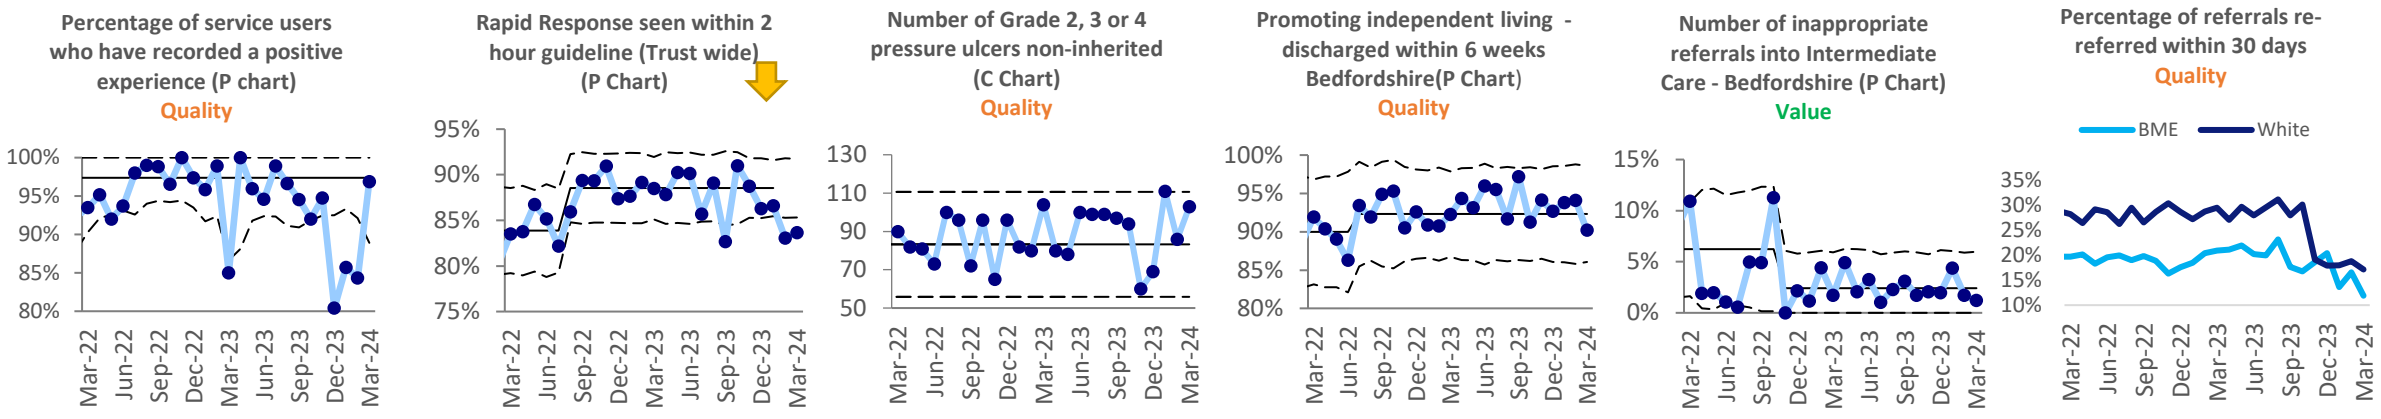 Percentage of service users
who have recorded a positive
experience (P chart)
Quality
100%
95%
90%
85%
80%
Mar-22
Jun-22
Sep-22
Dec-22
Mar-23
Jun-23
Sep-23
Dec-23
Mar-24
Rapid Response seen within 2
hour guideline (Trust wide)
(P Chart)
95%
90%
85%
80%
75%
Mar-22
Jun-22
Sep-22
Dec-22
Mar-23
Jun-23
Sep-23
Dec-23
Mar-24
Number of Grade 2, 3 or 4
pressure ulcers non-inherited
(C Chart)
Quality
130
110
90
70
50
Mar-22
Jun-22
Sep-22
Dec-22
Mar-23
Jun-23
Sep-23
Dec-23
Mar-24
Promoting independent living -
discharged within 6 weeks
Bedfordshire(P Chart)
Quality
100%
95%
90%
85%
80%
Mar-22
Jun-22
Sep-22
Dec-22
Mar-23
Jun-23
Sep-23
Dec-23
Mar-24
Number of inappropriate
referrals into Intermediate
Care - Bedfordshire (P Chart)
Value
15%
10%
5%
0%
Mar-22
Jun-22
Sep-22
Dec-22
Mar-23
Jun-23
Sep-23
Dec-23
Mar-24
Percentage of referrals re-
referred within 30 days
Quality
BME
White
35%
30%
25%
20%
15%
10%
Mar-22
Jun-22
Sep-22
Dec-22
Mar-23
Jun-23
Sep-23
Dec-23
Mar-24